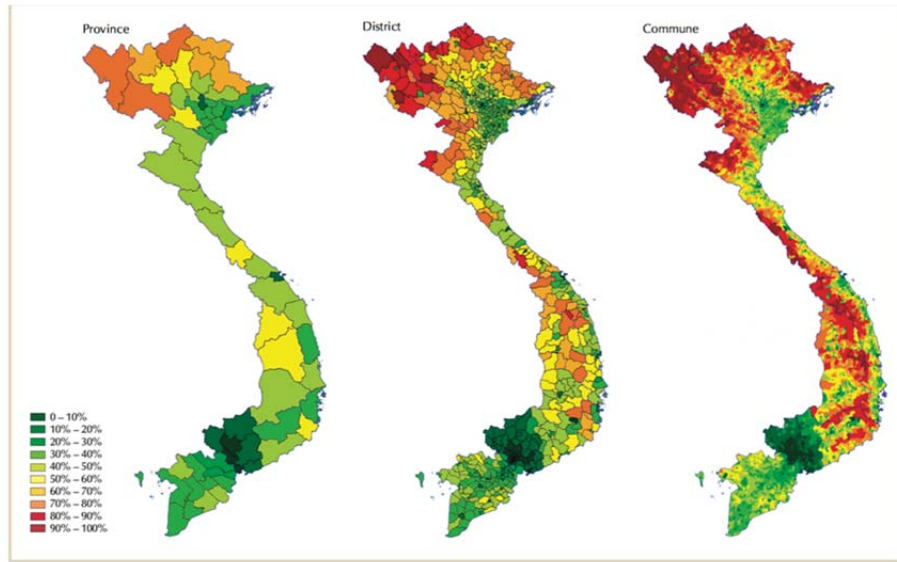 Province
District
Commune
0 – 10%
10% – 20%
20% – 30%
30% – 40%
40% – 50%
50% – 60%
60% – 70%
70% – 80%
80% – 90%
90% – 100%